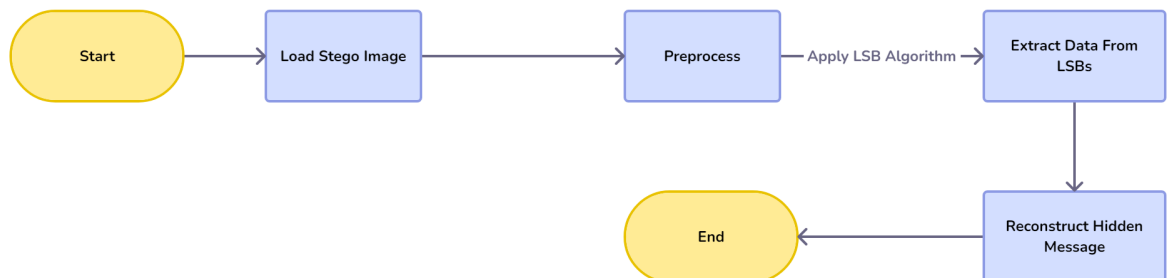 Start
Load Stego Image
Preprocess
Apply LSB Algorithm
Extract Data From
LSBs
Reconstruct Hidden
Message
End